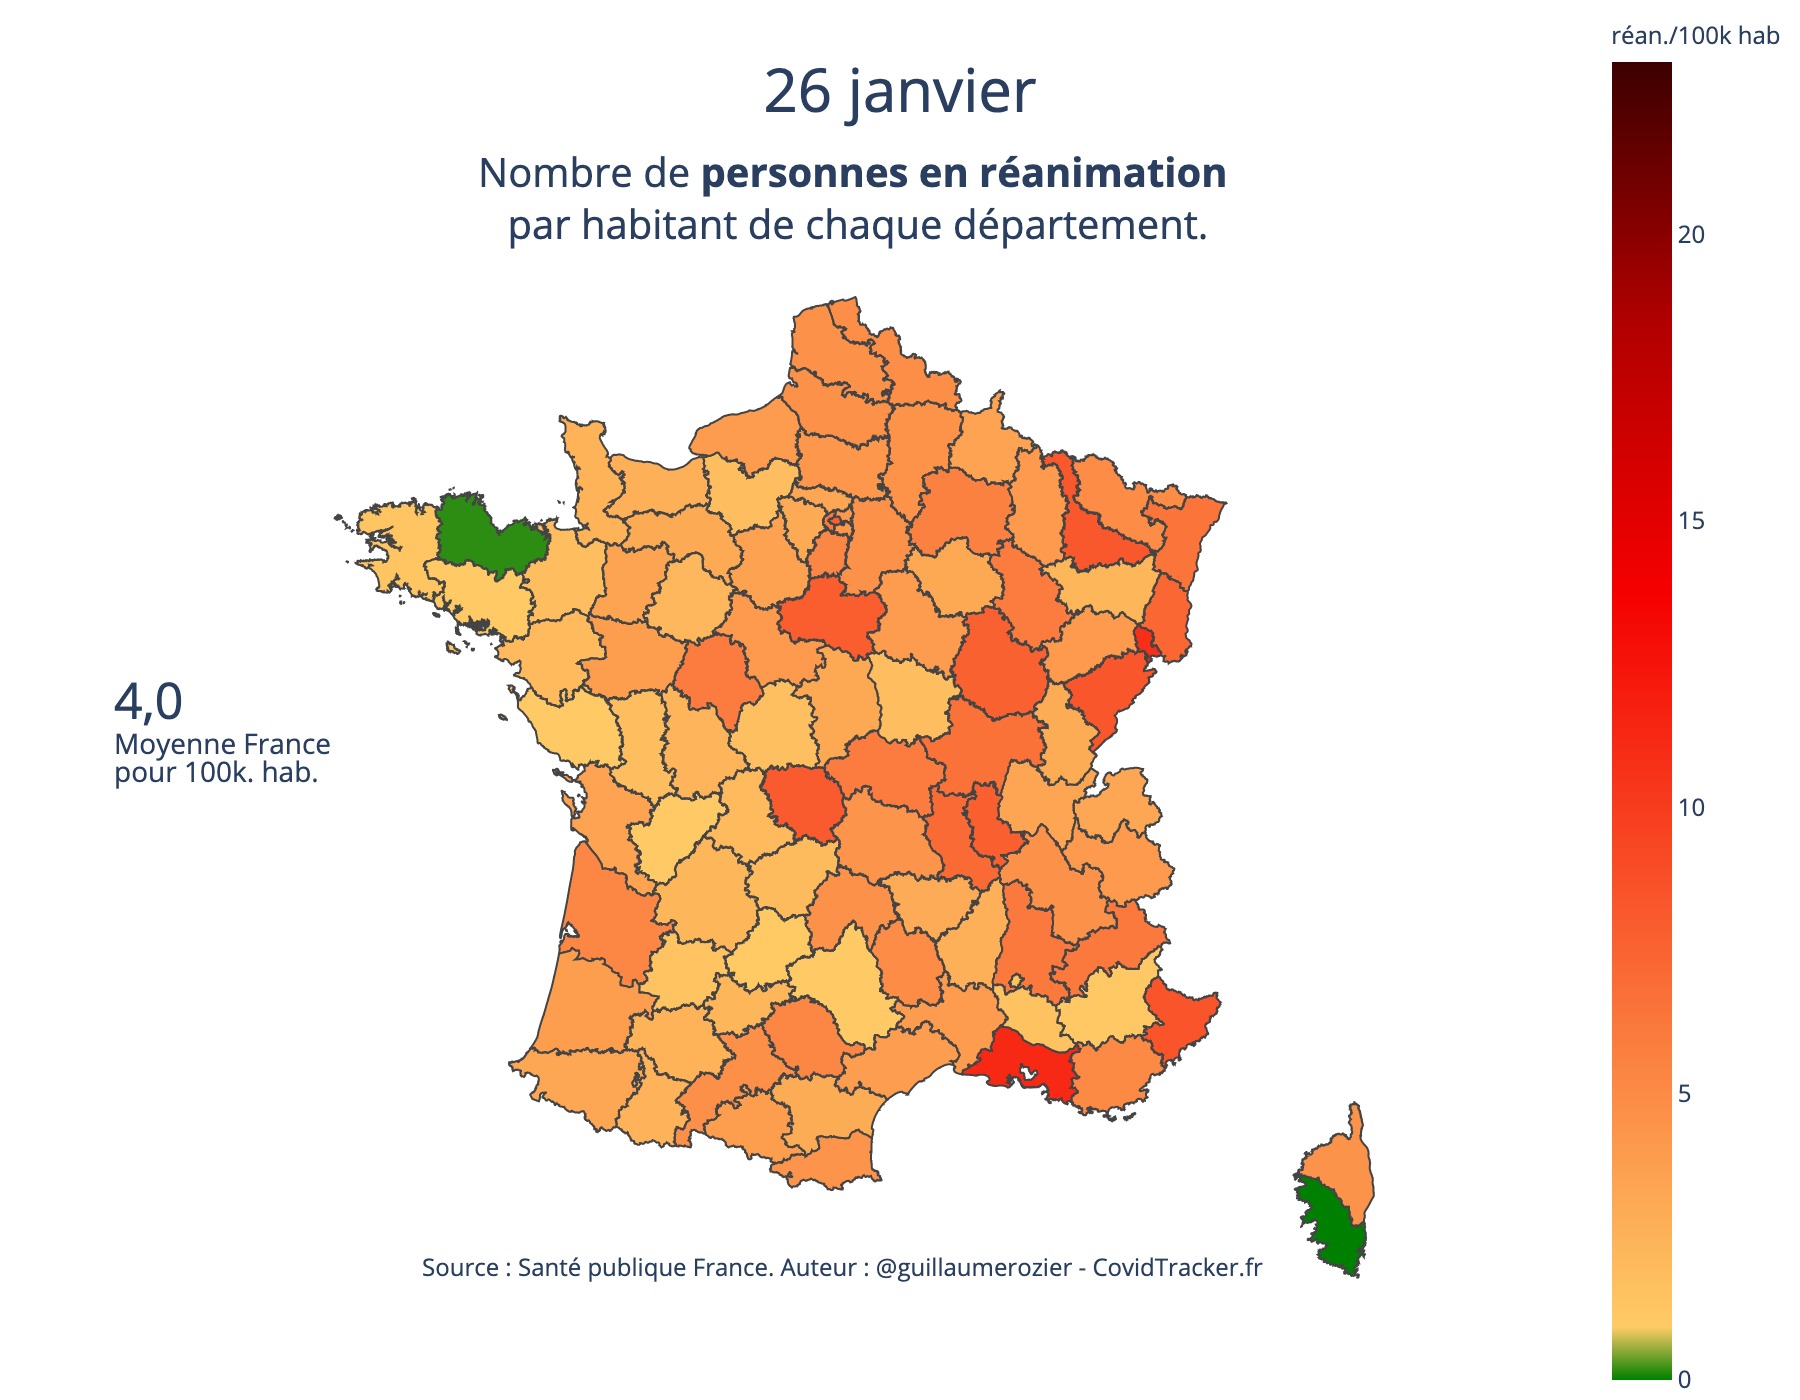 réan./100k hab
26 janvier
Nombre de personnes en réanimation
par habitant de chaque département.
20
15
4,0
Moyenne France
pour 100k. hab.
10
5
Source : Santé publique France. Auteur : @guillaumerozier - CovidTracker.fr
0